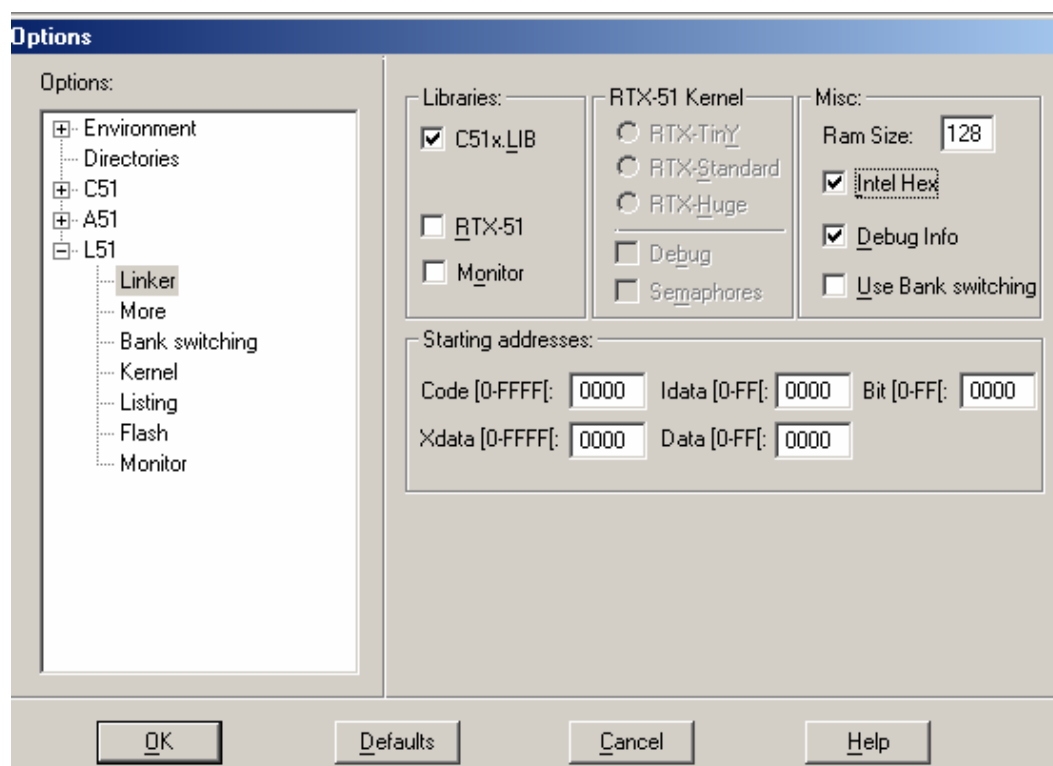 Options
Options:
Environment
Directories
C51
A51
L51
Linker
More
Bank switching
Kernel
Listing
Flash
Monitor
Libraries:
C51x.LIB
RTX-51
Monitor
RTX-51 Kernel
RTX-TinY
RTX-Standard
RTX-Huge
Debug
Semaphores
Misc:
Ram Size: 128
Intel Hex
Debug Info
Use Bank switching
Starting addresses:
Code [0-FFFF[: 0000 Idata [0-FF[: 0000 Bit [0-FF[: 0000
Xdata [0-FFFF[: 0000 Data [0-FF[: 0000
OK Defaults Cancel Help